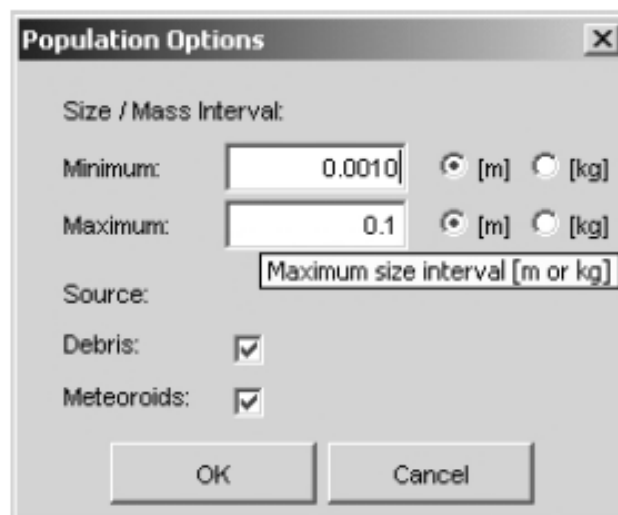 Population Options
Size / Mass Interval:
Minimum: 0.0010 [m] [kg]
Maximum: 0.1 [m] [kg]
Maximum size interval [m or kg]
Source:
Debris:
Meteoroids:
OK Cancel